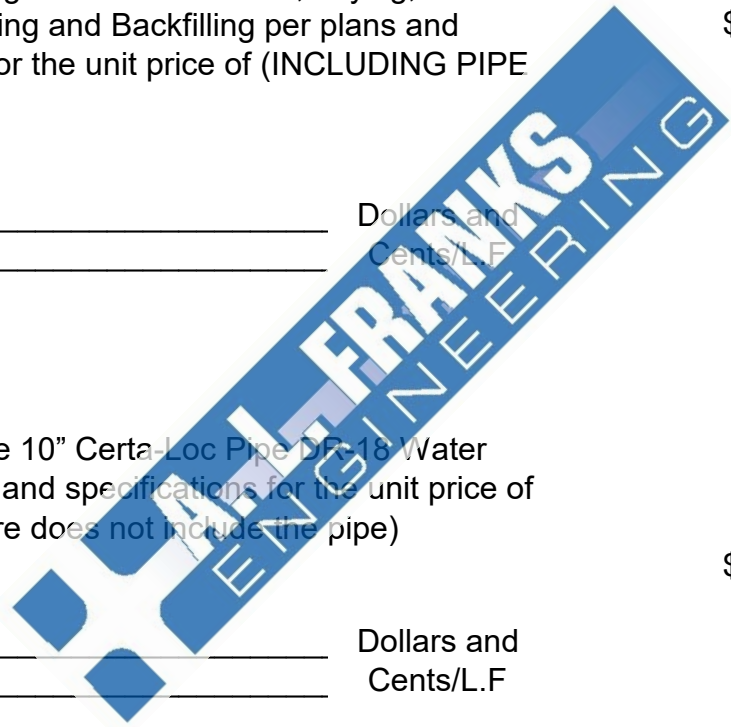 ing and Backfilling per plans and
or the unit price of (INCLUDING PIPE
$
Dollars and
Cents/L.F
A.L. FRANKS
ENGINEERING
e 10” Certa-Loc Pipe DR-18 Water
and specifications for the unit price of
re does not include the pipe)
$
Dollars and
Cents/L.F